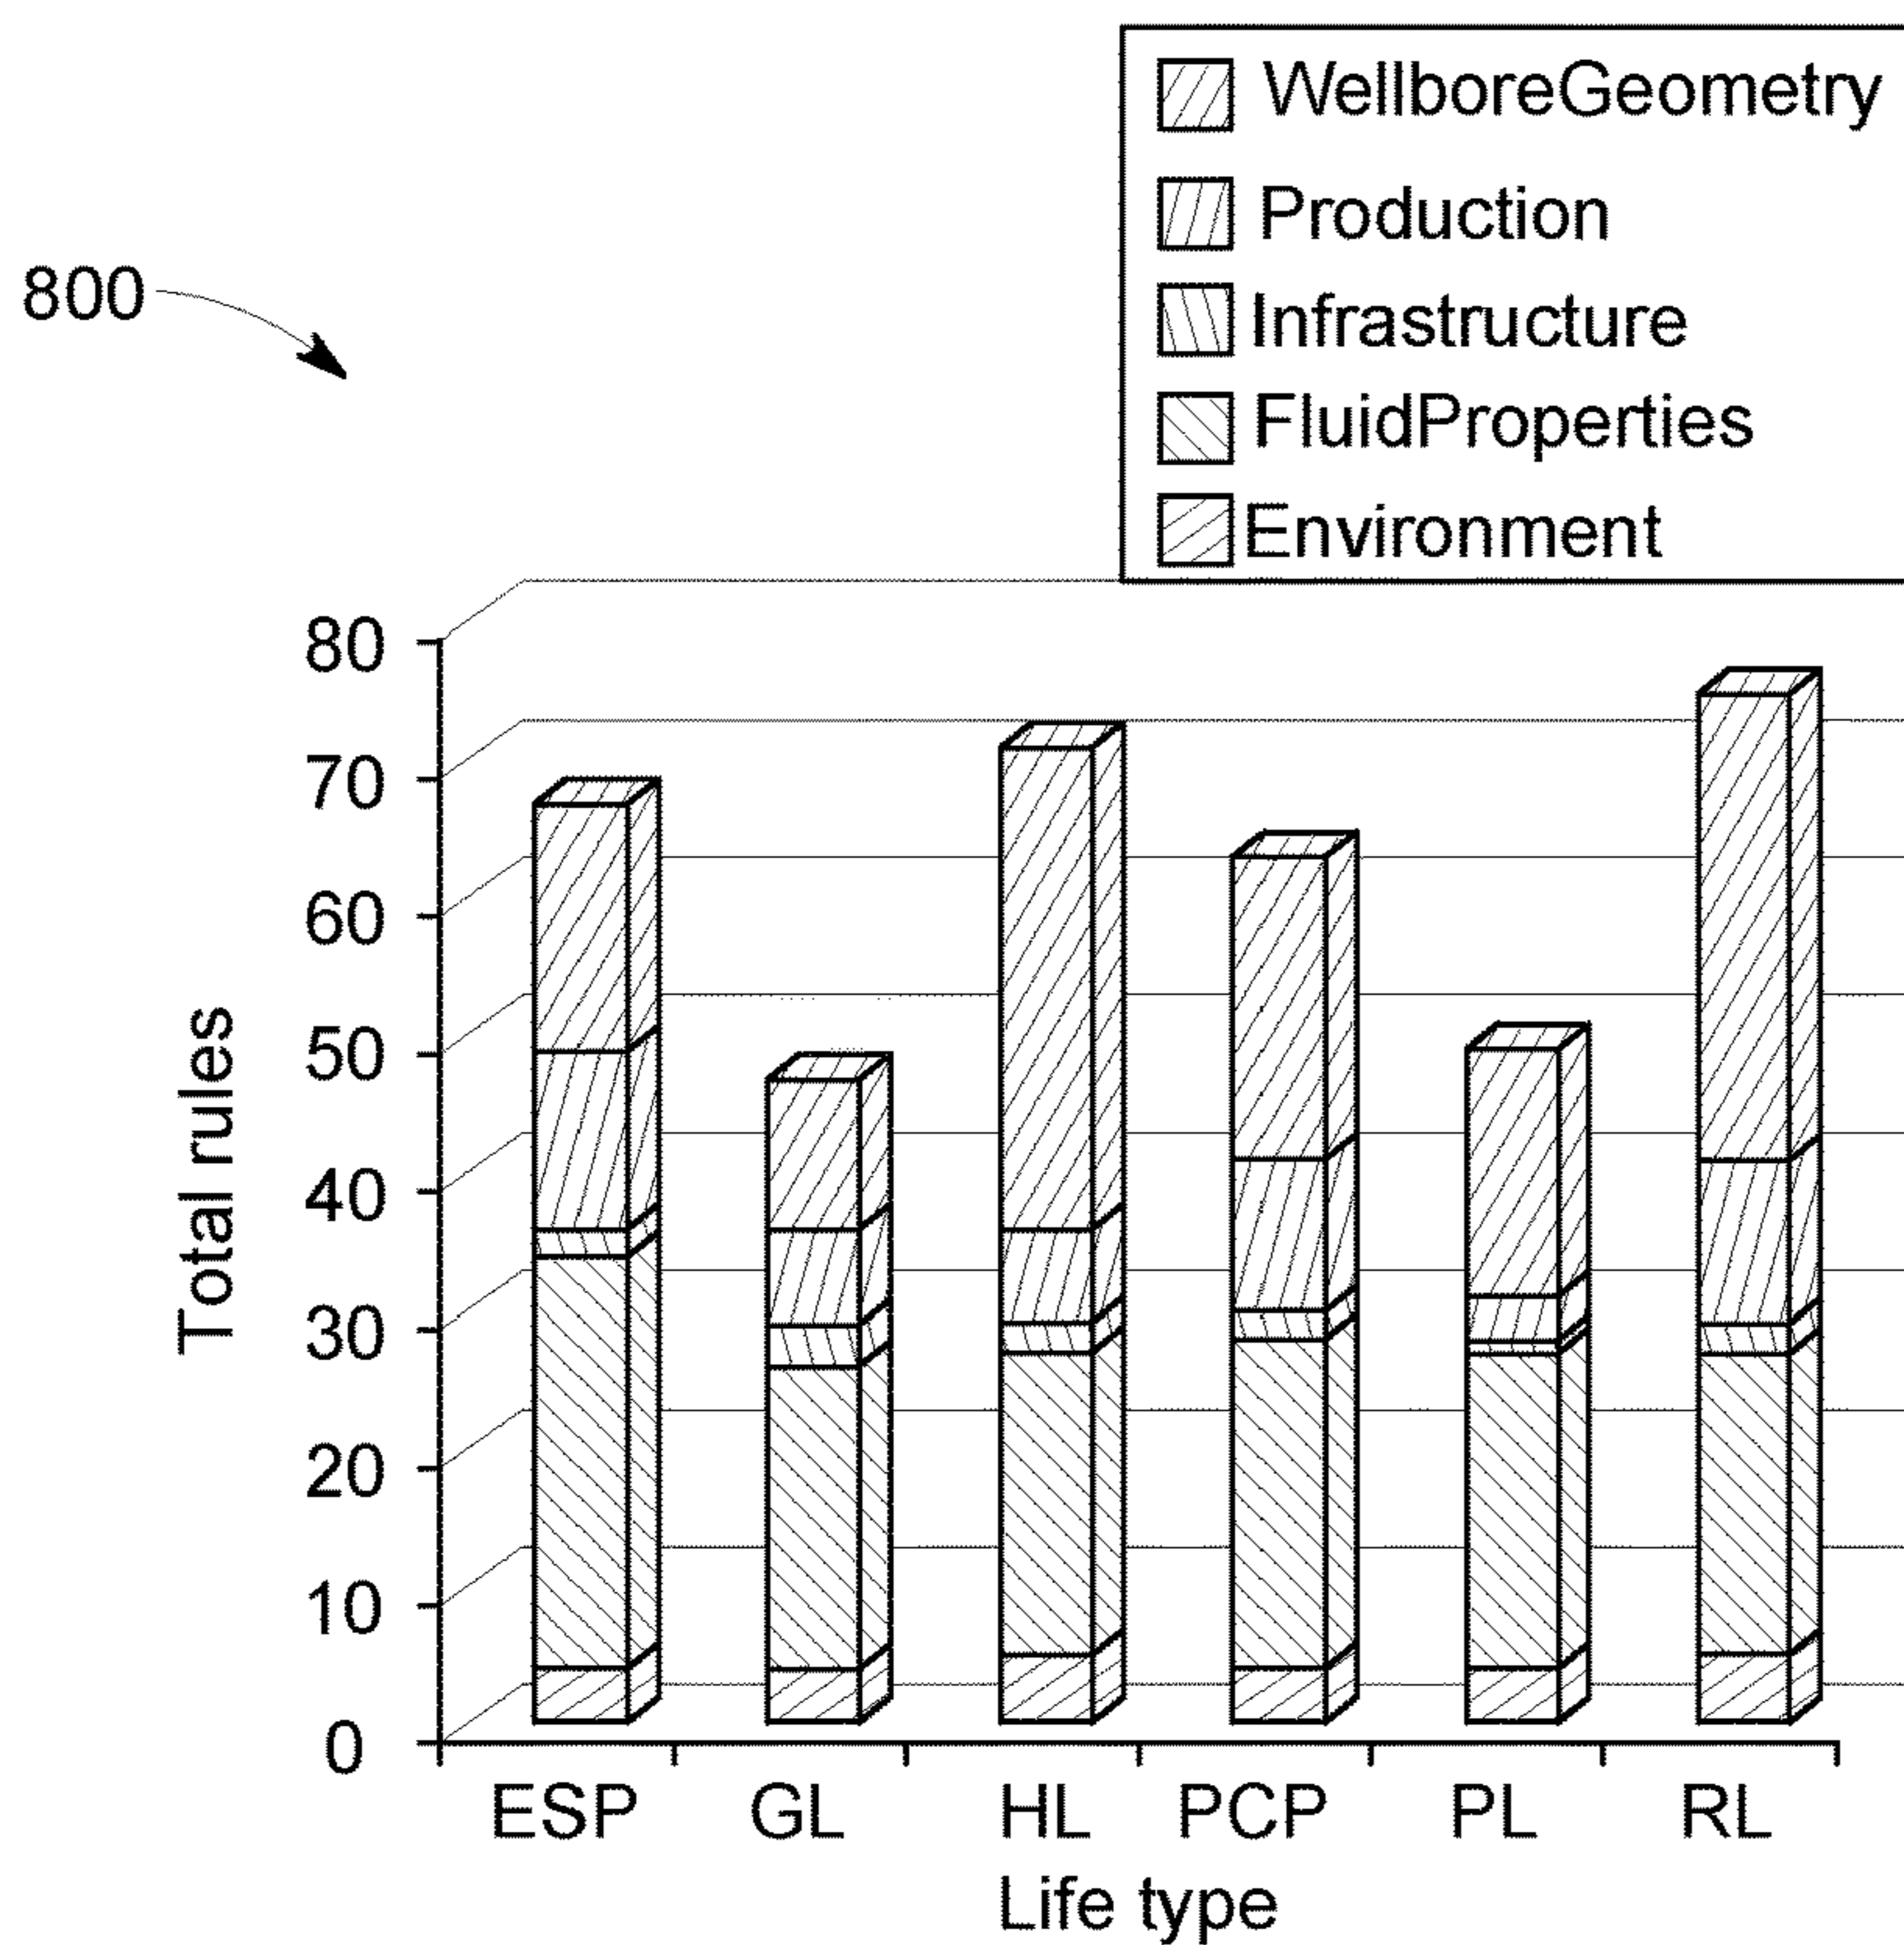 WellboreGeometry
Production
Infrastructure
FluidProperties
Environment
800
80
70
60
50
40
30
20
10
0
Total rules
ESP GL HL PCP PL RL
Life type